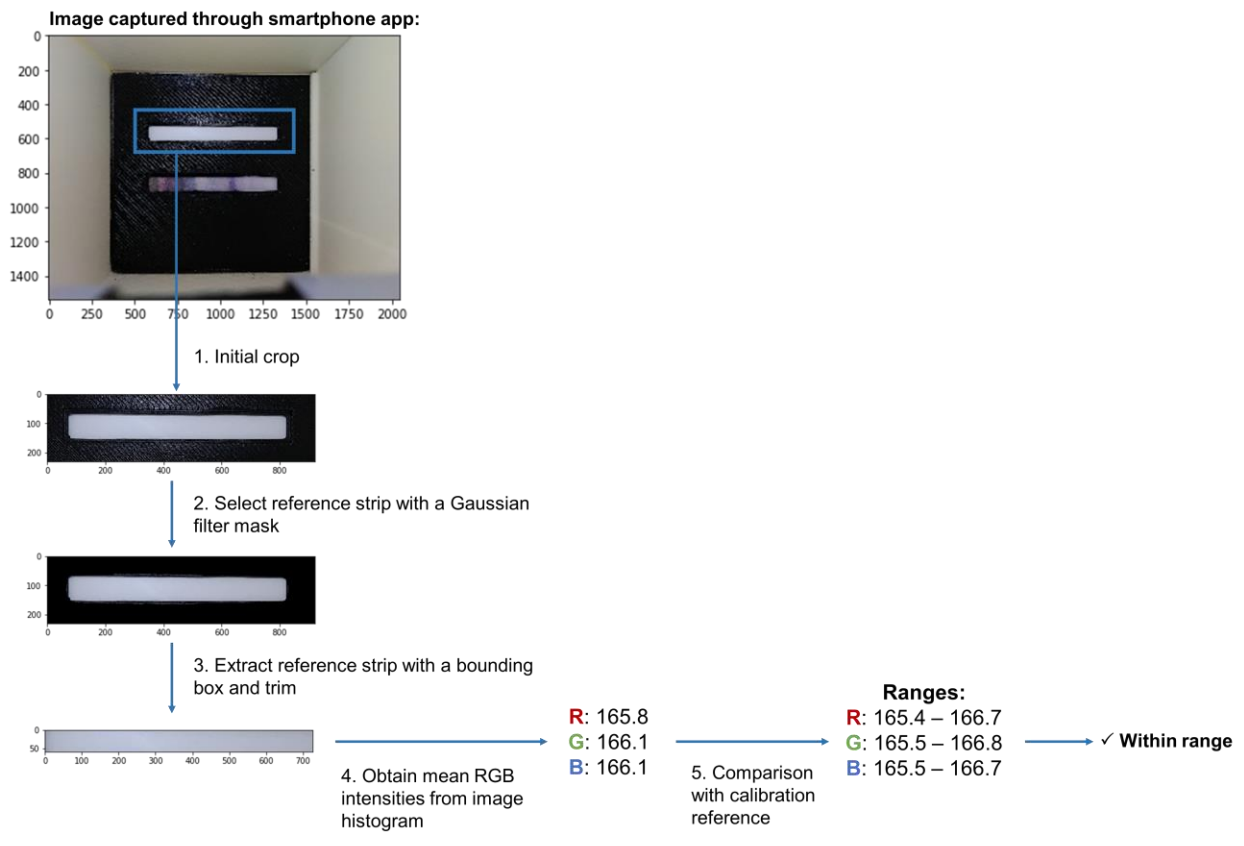 Image captured through smartphone app:
0
200
400
600
800
1000
1200
1400
0 250 500 750 1000 1250 1500 1750 2000
1. Initial crop
0
100
200
0 200 400 600 800
2. Select reference strip with a Gaussian
filter mask
0
100
200
0 200 400 600 800
3. Extract reference strip with a bounding
box and trim
0
50
0 100 200 300 400 500 600 700
4. Obtain mean RGB
intensities from image
histogram
R: 165.8
G: 166.1
B: 166.1
5. Comparison
with calibration
reference
Ranges:
R: 165.4 – 166.7
G: 165.5 – 166.8
B: 165.5 – 166.7
✓ Within range